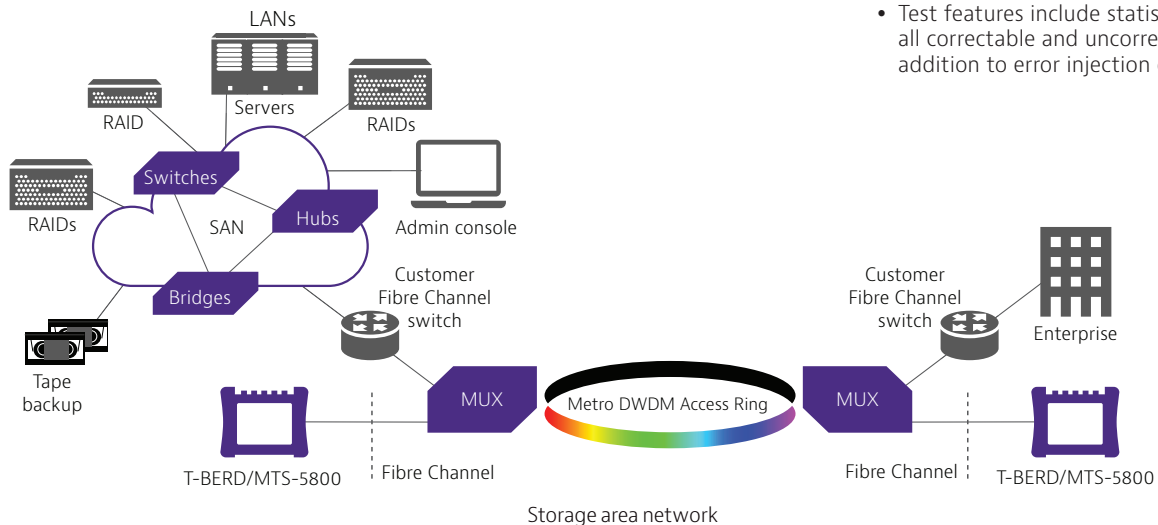 • Test features include
all correctable and
addition to error injection
LANs
Servers
RAID
RAIDs
RAIDs
Switches
SAN
Hubs
Admin console
Bridges
Tape
backup
Customer
Fibre Channel
switch
Customer
Fibre Channel
switch
Enterprise
MUX
Metro DWDM Access Ring
MUX
T-BERD/MTS-5800
Fibre Channel
Fibre Channel
T-BERD/MTS-5800
Storage area network